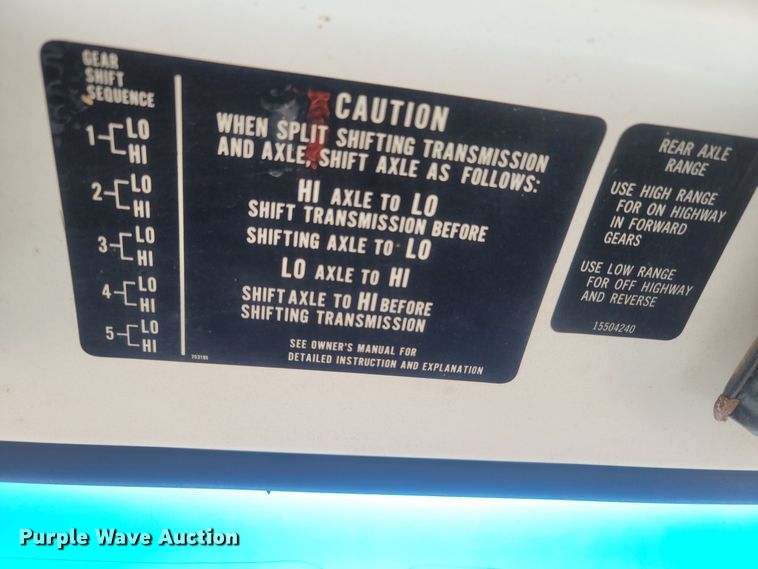 GEAR
SHIFT
SEQUENCE
1 LO
HI
2 LO
HI
3 LO
HI
4 LO
HI
5 LO
HI
CAUTION
WHEN SPLIT SHIFTING TRANSMISSION
AND AXLE, SHIFT AXLE AS FOLLOWS:
HI AXLE TO LO
SHIFT TRANSMISSION BEFORE
SHIFTING AXLE TO LO
LO AXLE TO HI
SHIFT AXLE TO HI BEFORE
SHIFTING TRANSMISSION
SEE OWNER'S MANUAL FOR
DETAILED INSTRUCTION AND EXPLANATION
REAR AXLE
RANGE
USE HIGH RANGE
FOR ON HIGHWAY
IN FORWARD
GEARS
USE LOW RANGE
FOR OFF HIGHWAY
AND REVERSE
15504240
Purple Wave Auction